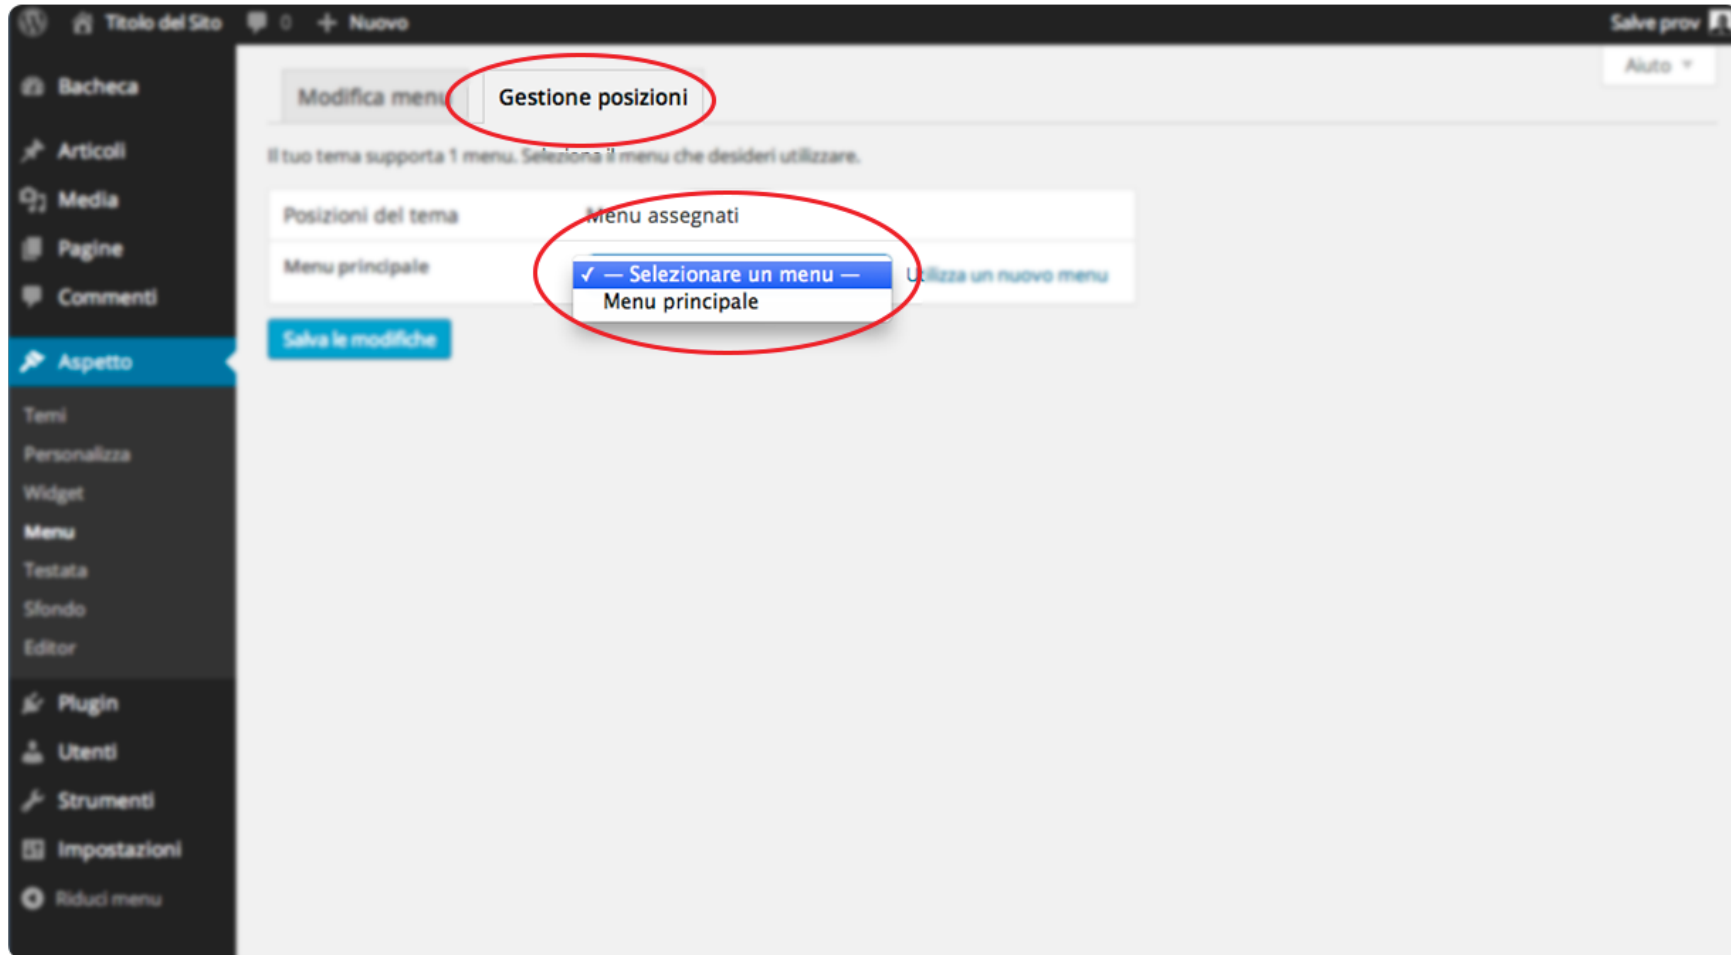 Titolo del Sito 0 + Nuovo Salve prov
Aiuto
Bacheca
Articoli
Media
Pagine
Commenti
Aspetto
Temi
Personalizza
Widget
Menu
Testata
Sfondo
Editor
Plugin
Utenti
Strumenti
Impostazioni
Riduci menu
Modifica menu Gestione posizioni
Il tuo tema supporta 1 menu. Seleziona il menu che desideri utilizzare.
Posizioni del tema Menu assegnati
Menu principale
✓ — Selezionare un menu — Utilizza un nuovo menu
Menu principale
Salva le modifiche